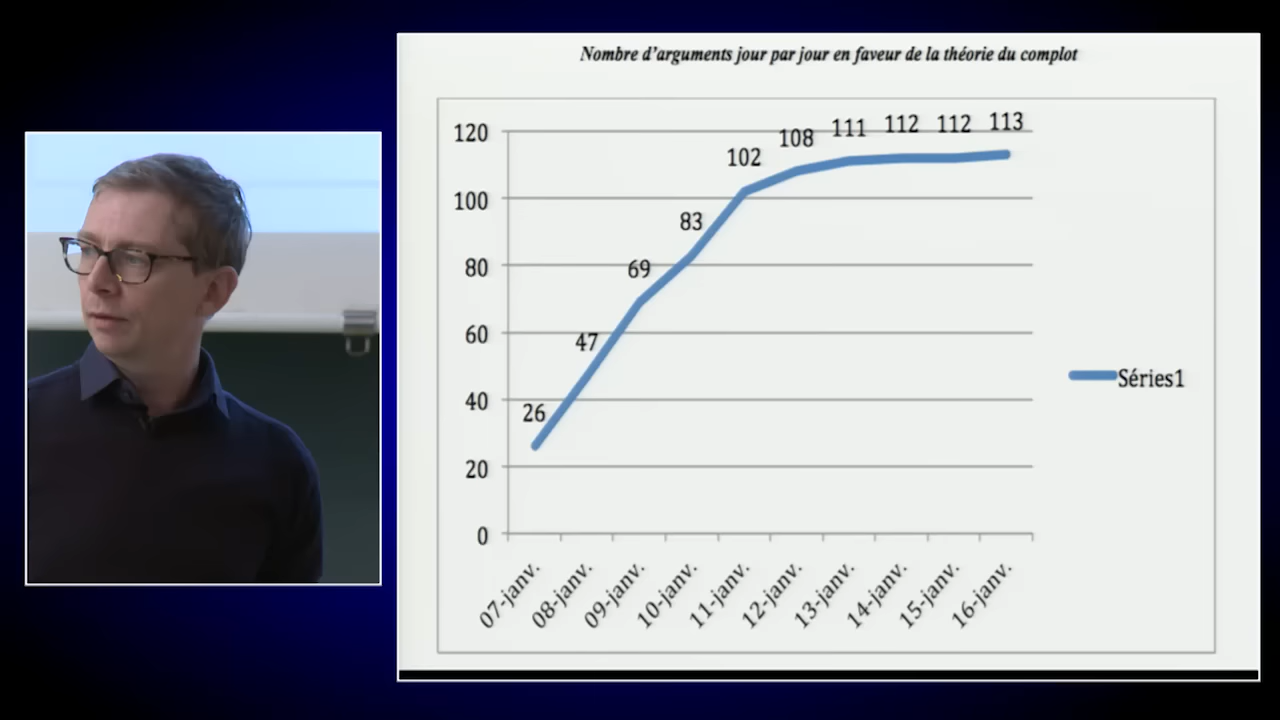 Nombre d'arguments jour par jour en faveur de la théorie du complot
120
100
80
60
40
20
0
26
47
69
83
102
108
111
112
112
113
07-janv.
08-janv.
09-janv.
10-janv.
11-janv.
12-janv.
13-janv.
14-janv.
15-janv.
16-janv.
Séries1